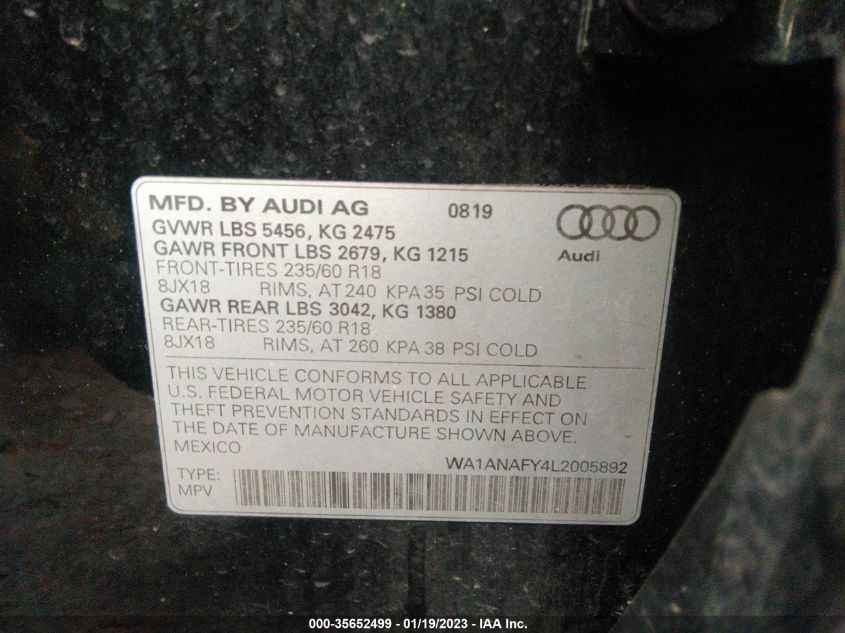 MFD. BY AUDI AG 0819
GVWR LBS 5456, KG 2475
GAWR FRONT LBS 2679, KG 1215
Audi
FRONT-TIRES 235/60 R18
8JX18 RIMS, AT 240 KPA 35 PSI COLD
GAWR REAR LBS 3042, KG 1380
REAR-TIRES 235/60 R18
8JX18 RIMS, AT 260 KPA 38 PSI COLD
THIS VEHICLE CONFORMS TO ALL APPLICABLE
U.S. FEDERAL MOTOR VEHICLE SAFETY AND
THEFT PREVENTION STANDARDS IN EFFECT ON
THE DATE OF MANUFACTURE SHOWN ABOVE.
MEXICO
WA1ANAFY4L2005892
TYPE:
MPV
000-35652499 - 01/19/2023 - IAA Inc.